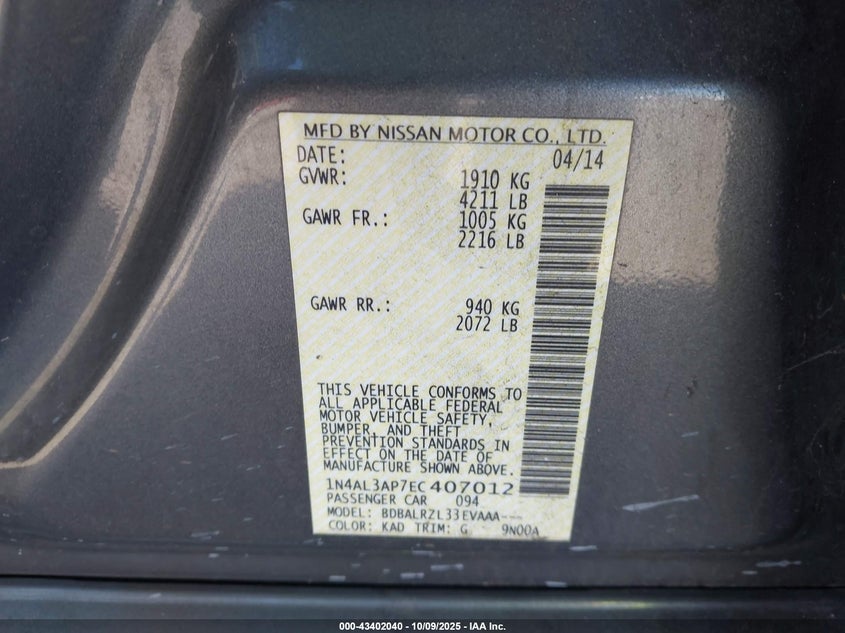 MFD BY NISSAN MOTOR CO., LTD.
DATE: 04/14
GVWR: 1910 KG
4211 LB
GAWR FR.: 1005 KG
2216 LB
GAWR RR.: 940 KG
2072 LB
THIS VEHICLE CONFORMS TO
ALL APPLICABLE FEDERAL
MOTOR VEHICLE SAFETY,
BUMPER, AND THEFT
PREVENTION STANDARDS IN
EFFECT ON THE DATE OF
MANUFACTURE SHOWN ABOVE.
1N4AL3AP7EC407012
PASSENGER CAR 094
MODEL: BDBALRZL33EVAAA---
COLOR: KAD TRIM: G 9N00A
000-43402040 - 10/09/2025 - IAA Inc.